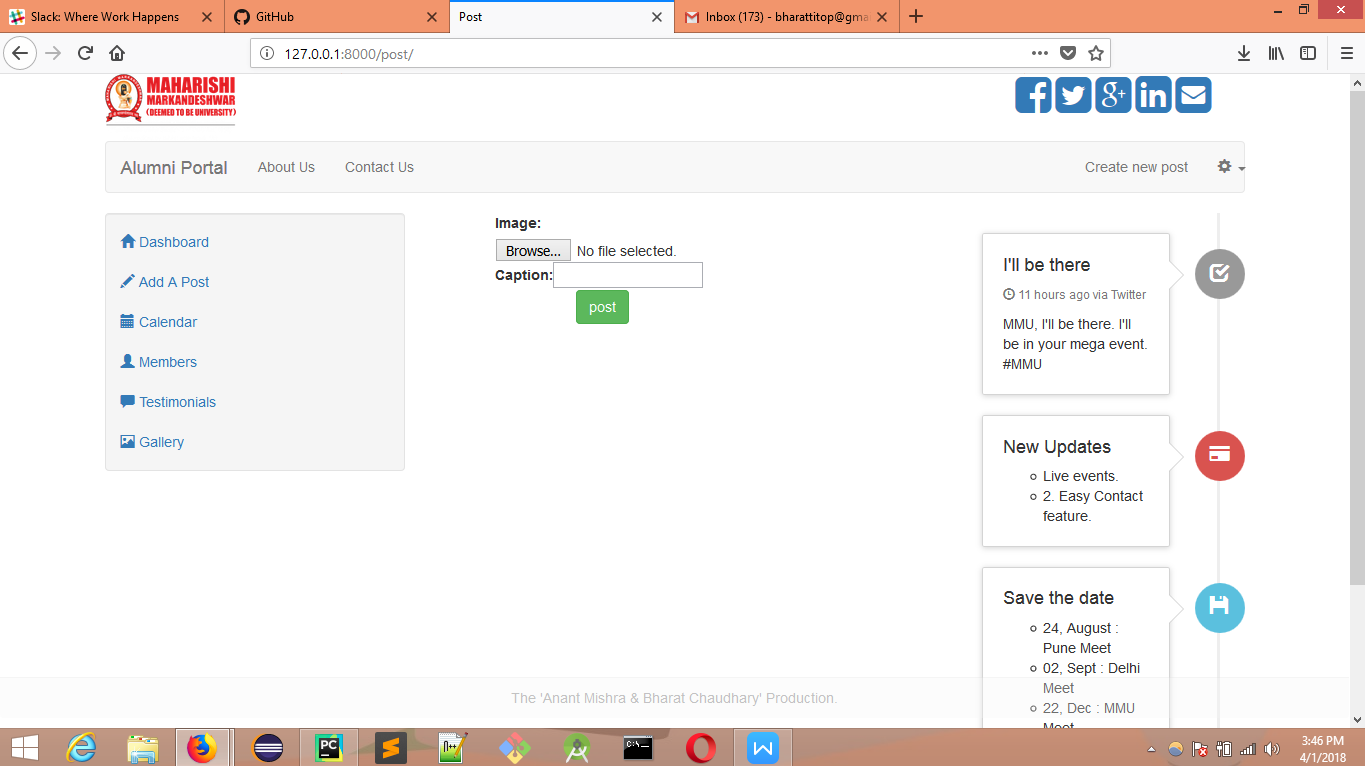 Slack: Where Work Happens
GitHub
Post
Inbox (173) - bharattitop@gma
127.0.0.1:8000/post/
MAHARISHI
MARKANDESHWAR
(DEEMED TO BE UNIVERSITY)
Alumni Portal
About Us
Contact Us
Create new post
Dashboard
Add A Post
Calendar
Members
Testimonials
Gallery
Image:
Browse... No file selected.
Caption:
post
I'll be there
11 hours ago via Twitter
MMU, I'll be there. I'll
be in your mega event.
#MMU
New Updates
Live events.
2. Easy Contact
feature.
Save the date
24, August :
Pune Meet
02, Sept : Delhi
Meet
22, Dec : MMU
Meet
The 'Anant Mishra & Bharat Chaudhary' Production.
3:46 PM
4/1/2018